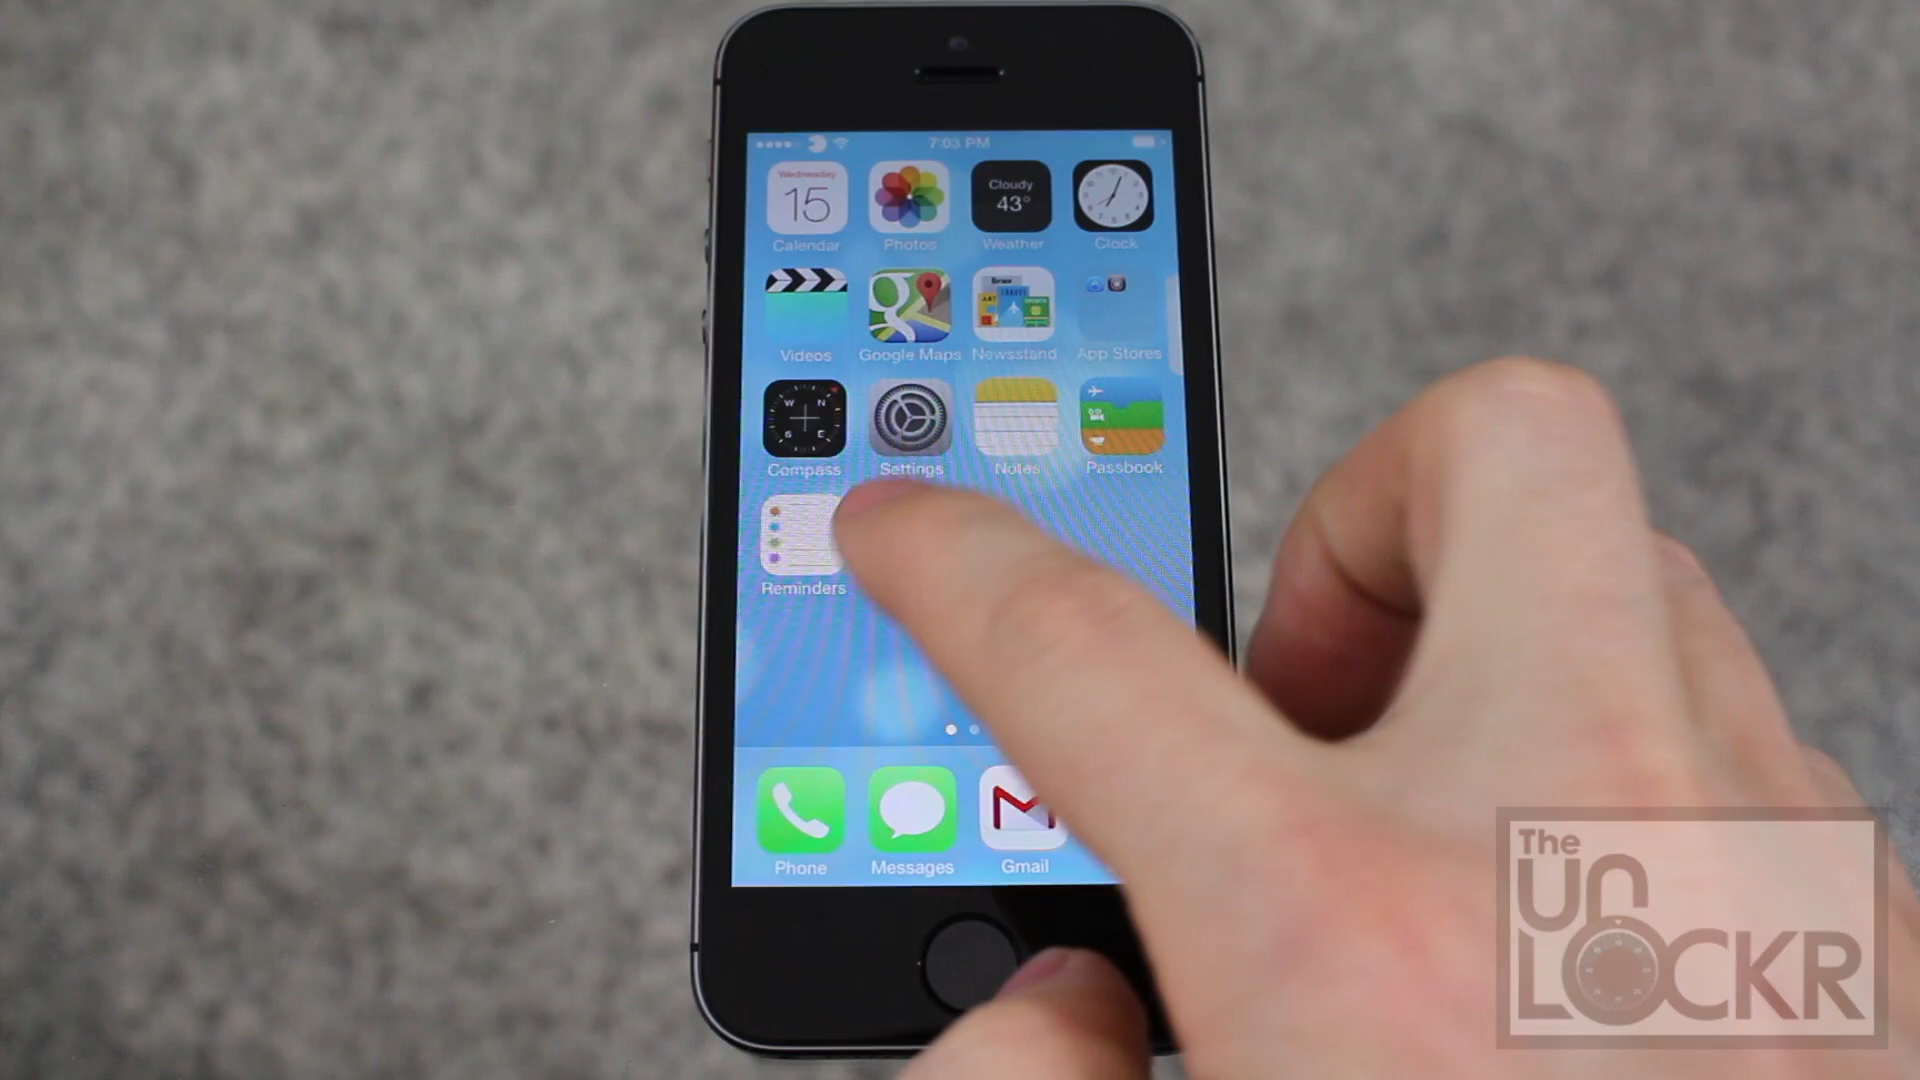 7:03 PM
Wednesday
15
Calendar
Photos
Cloudy
43°
Weather
Clock
Videos
Google Maps
Newsstand
App Stores
W N
S E
Compass
Settings
Notes
Passbook
Reminders
Phone
Messages
Gmail
The
UN
LOCKR